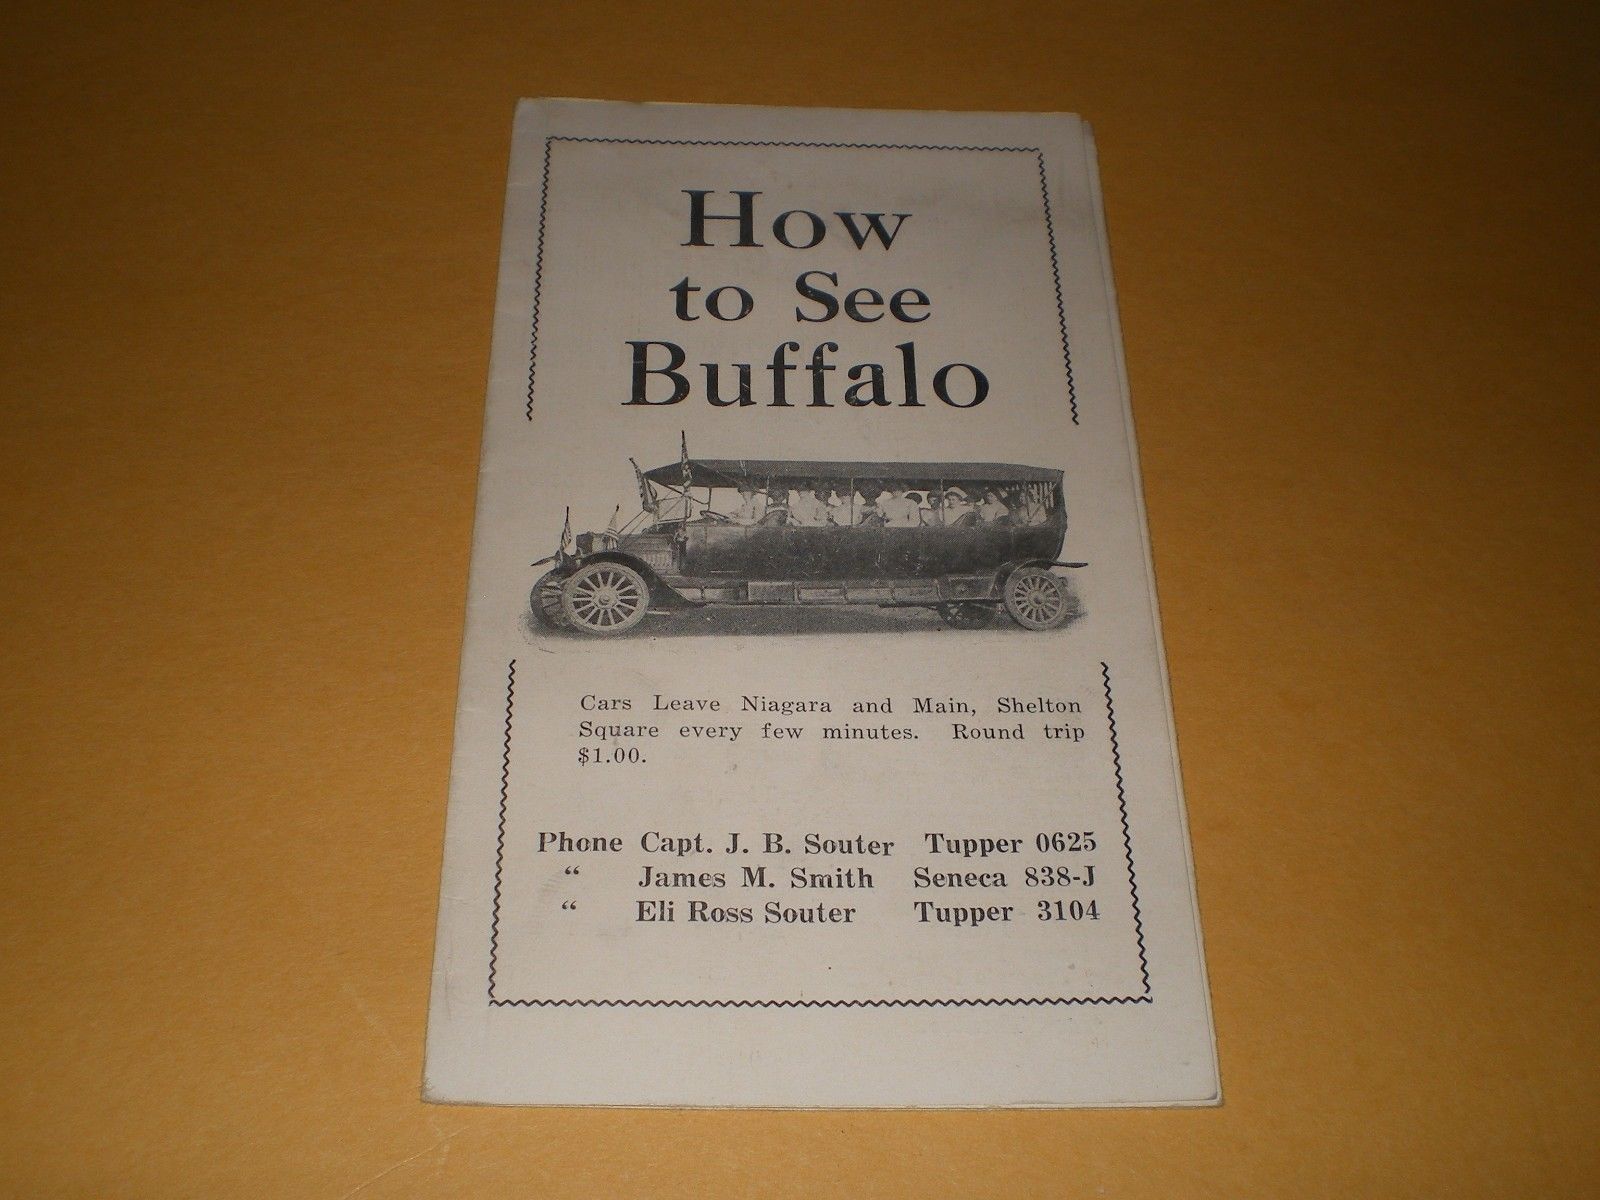 How
to See
Buffalo
Cars Leave Niagara and Main, Shelton
Square every few minutes. Round trip
$1.00.
Phone Capt. J. B. Souter Tupper 0625
“ James M. Smith Seneca 838-J
“ Eli Ross Souter Tupper 3104